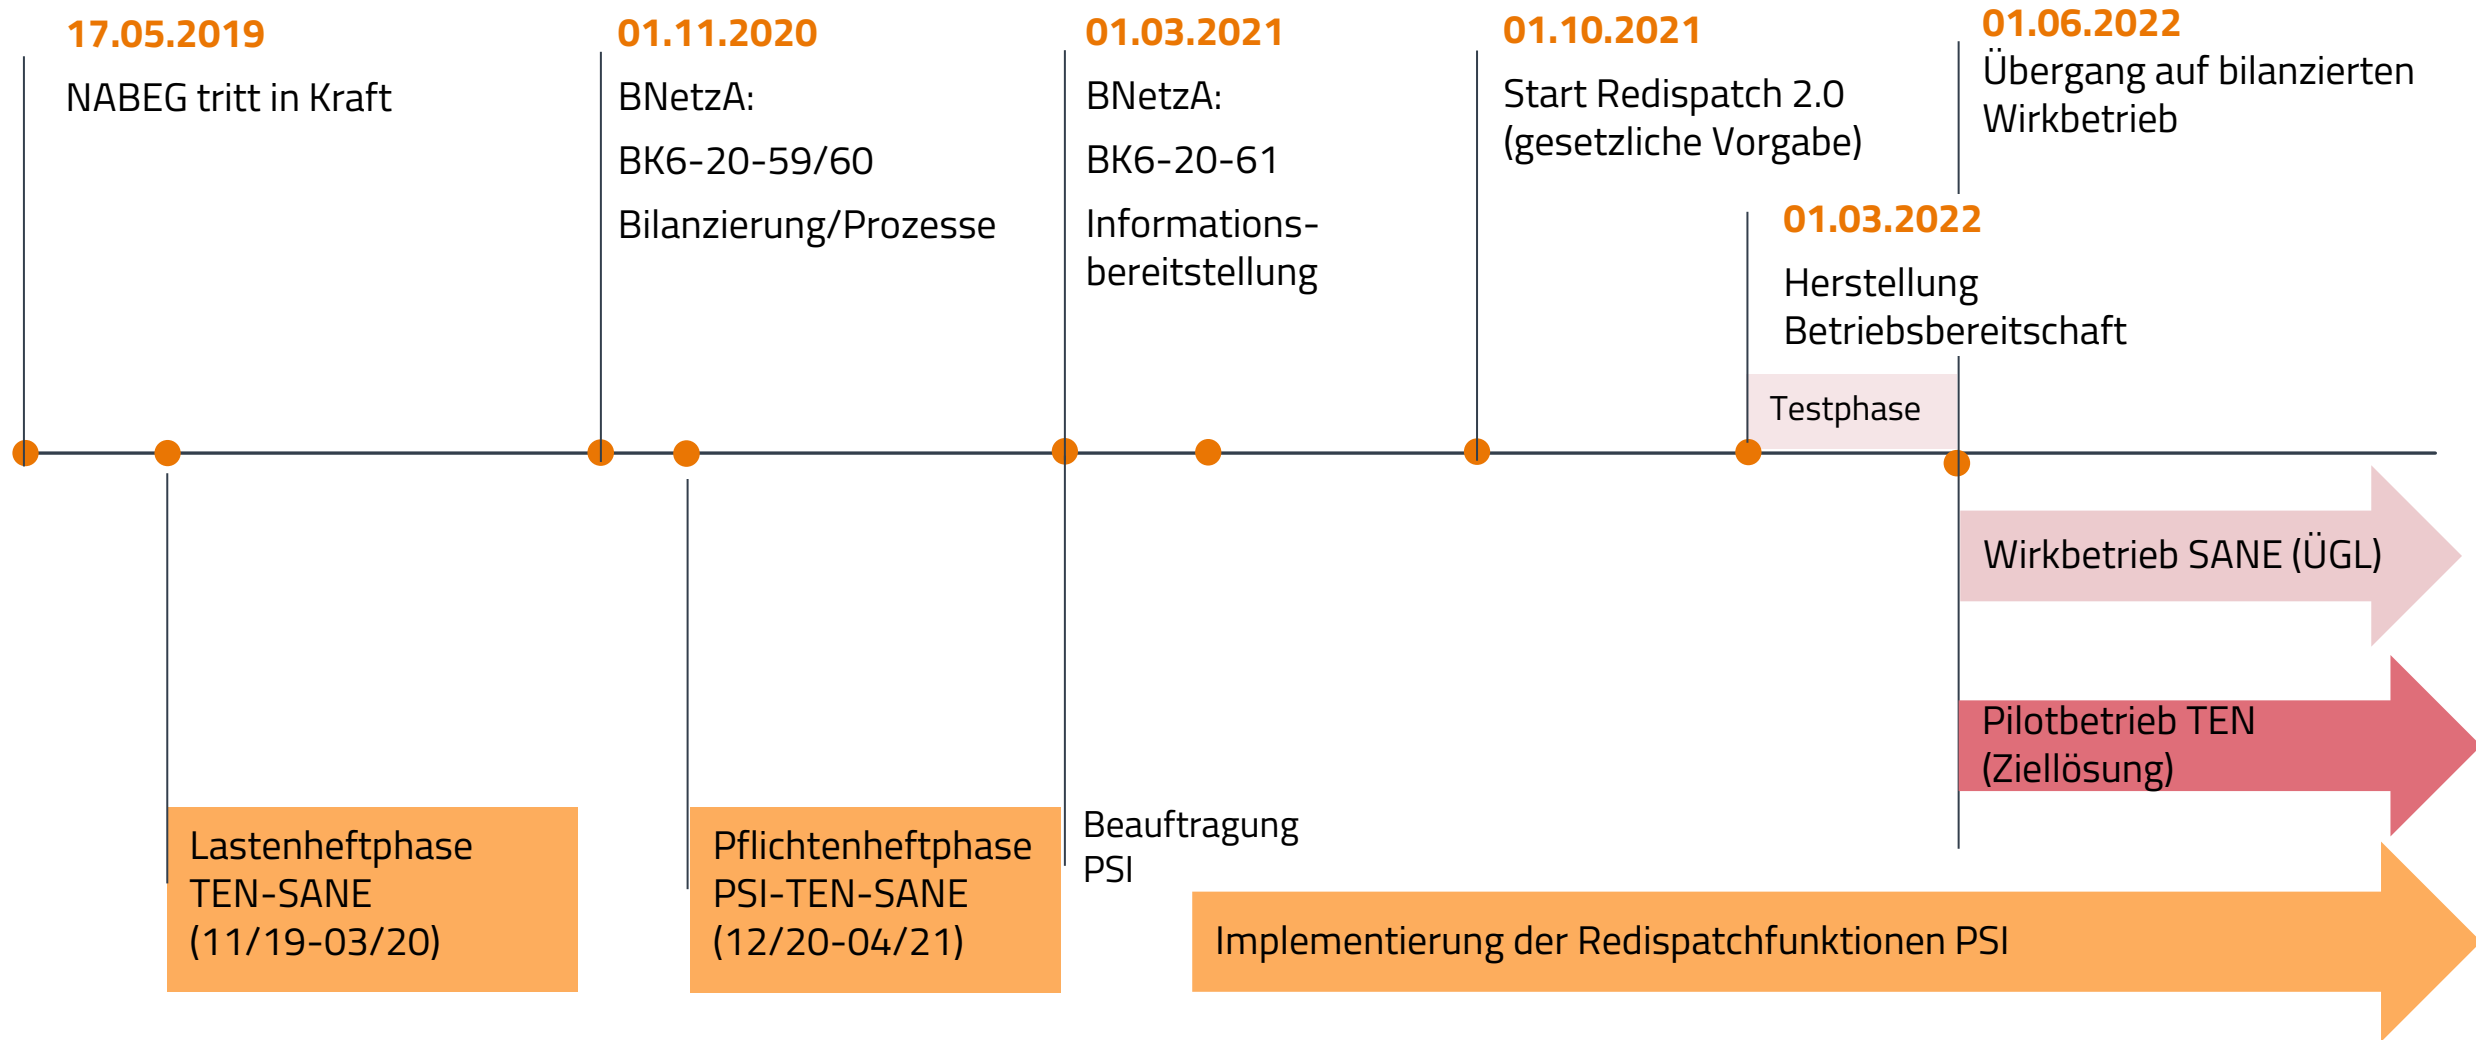 17.05.2019
NABEG tritt in Kraft
01.11.2020
BNetzA:
BK6-20-59/60
Bilanzierung/Prozesse
01.03.2021
BNetzA:
BK6-20-61
Informations-
bereitstellung
01.10.2021
Start Redispatch 2.0
(gesetzliche Vorgabe)
01.06.2022
Übergang auf bilanzierten
Wirkbetrieb
01.03.2022
Herstellung
Betriebsbereitschaft
Testphase
Wirkbetrieb SANE (ÜGL)
Pilotbetrieb TEN
(Ziellösung)
Lastenheftphase
TEN-SANE
(11/19-03/20)
Pflichtenheftphase
PSI-TEN-SANE
(12/20-04/21)
Beauftragung
PSI
Implementierung der Redispatchfunktionen PSI